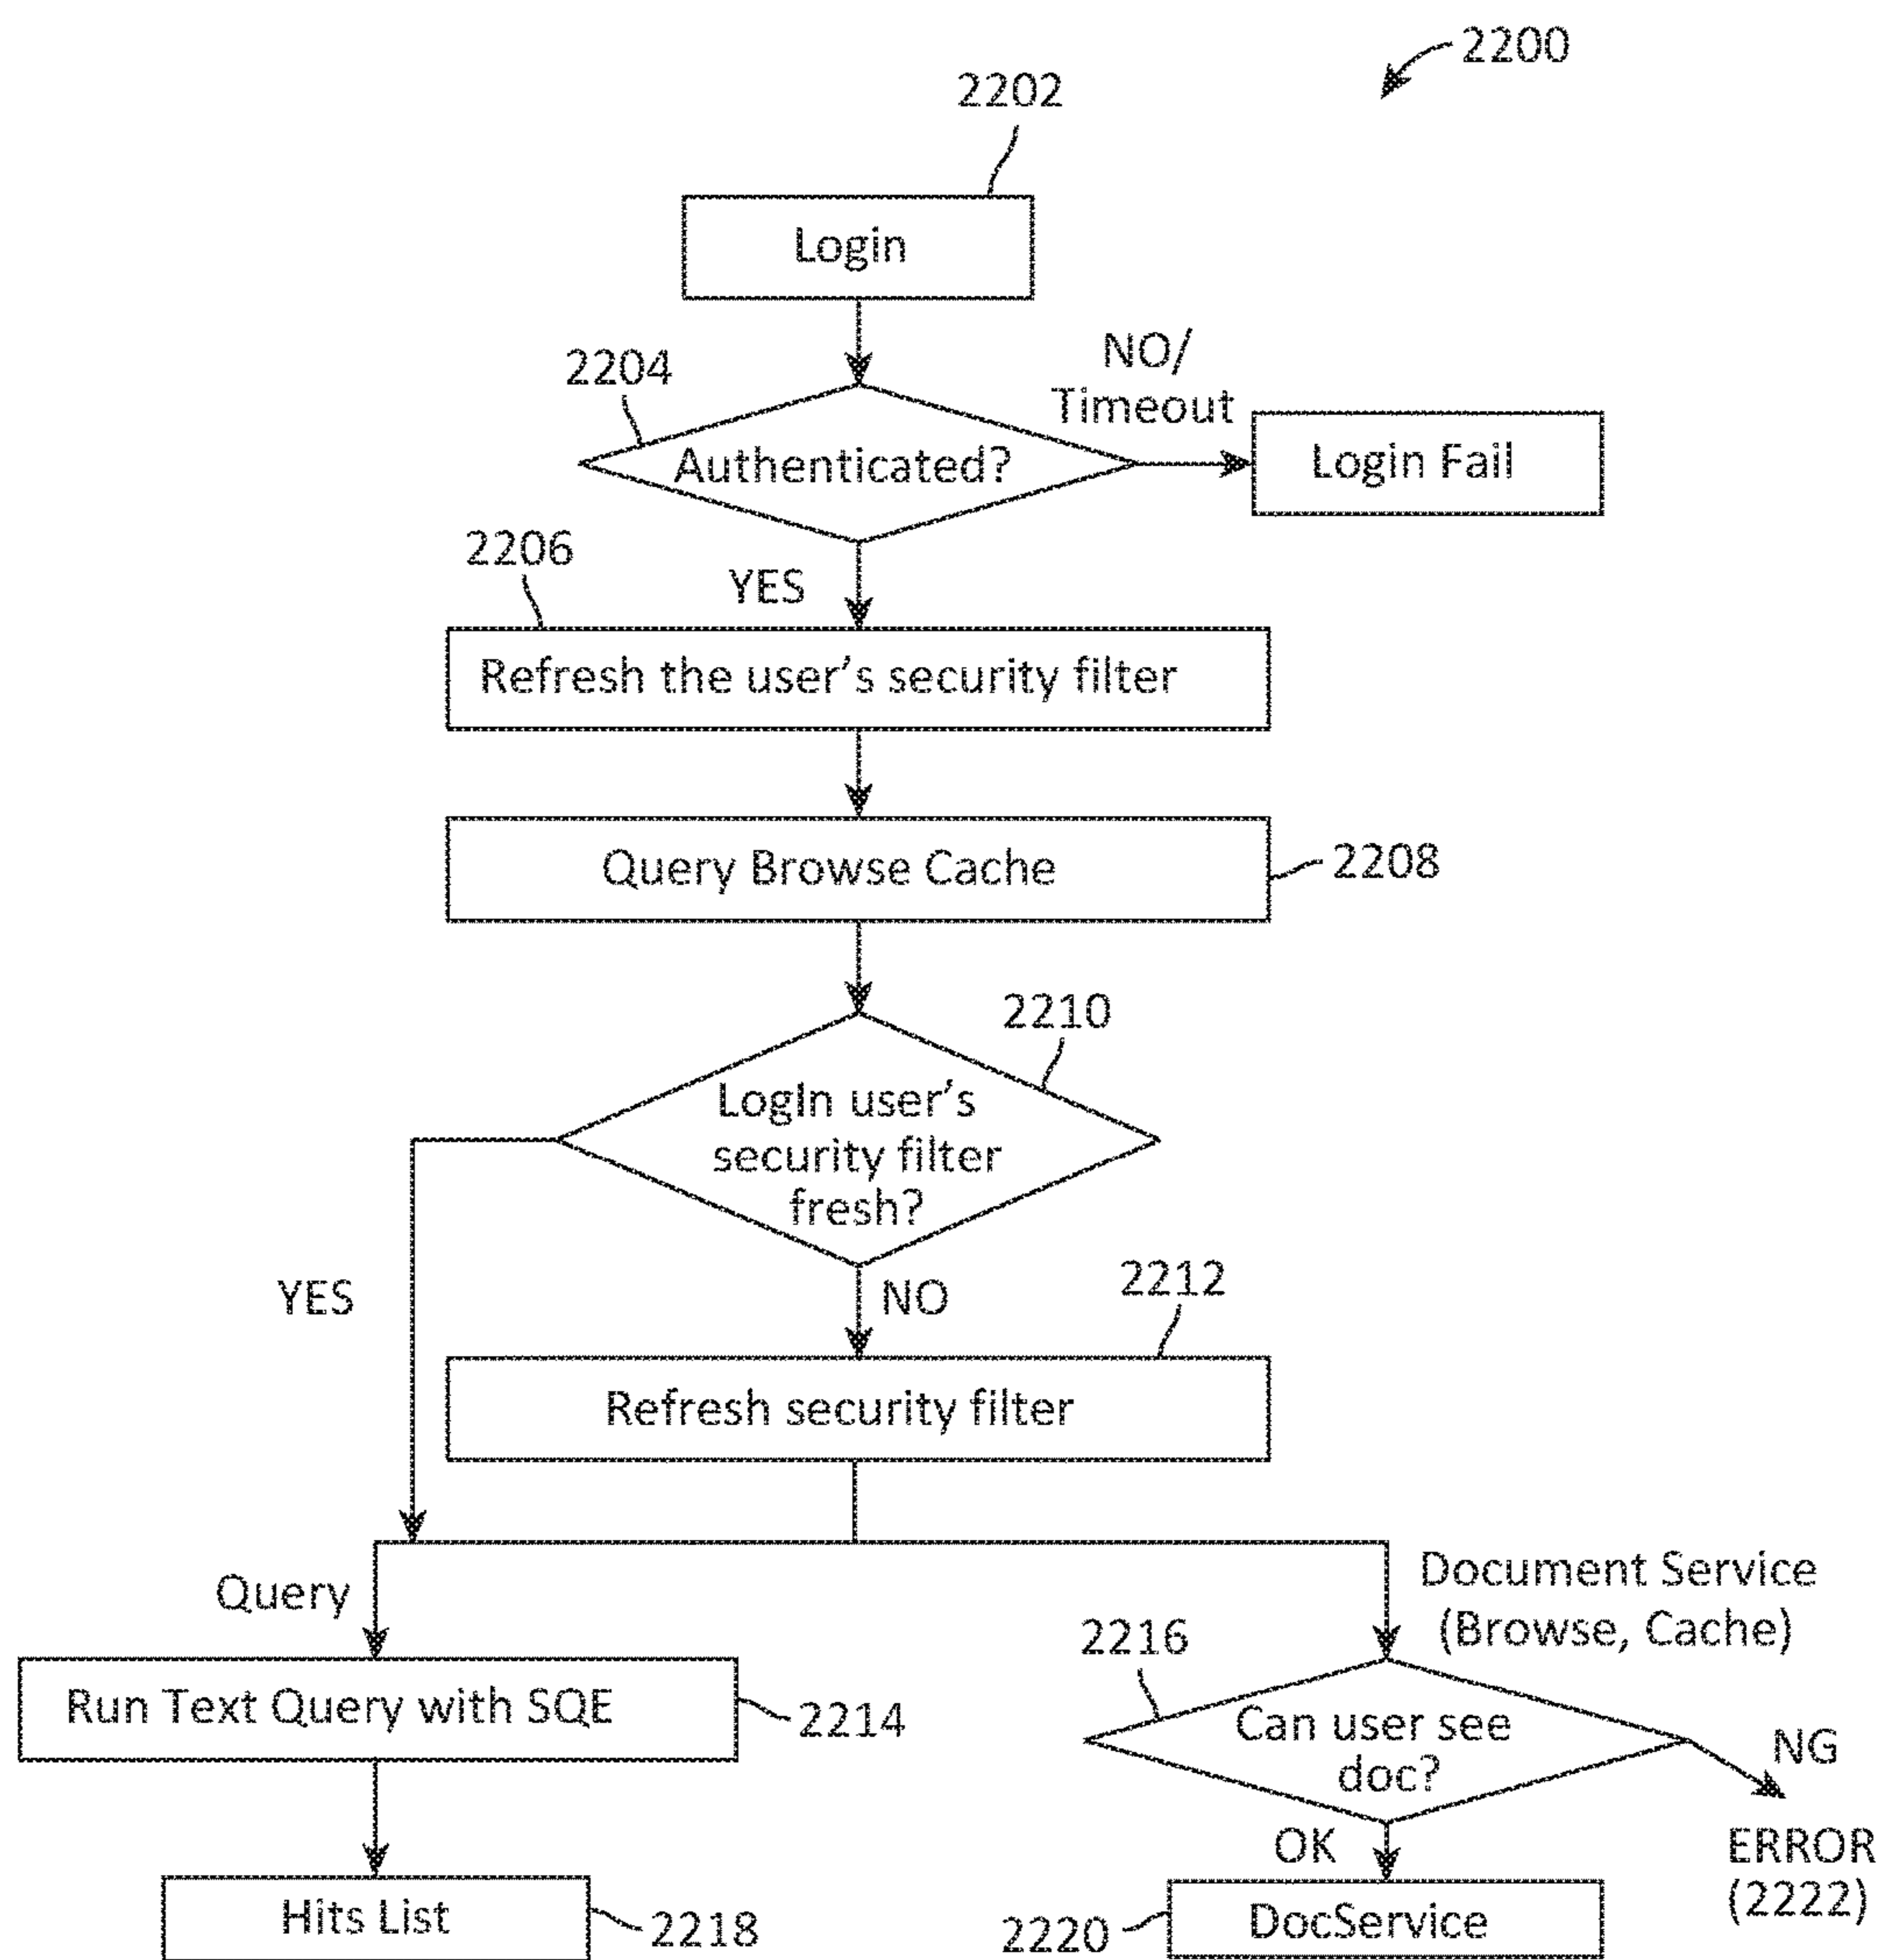 2200
2202
Login
2204
NO/
Timeout
Authenticated?
Login Fail
2206
YES
Refresh the user's security filter
Query Browse Cache
2208
2210
LogIn user's
security filter
fresh?
YES
NO
2212
Refresh security filter
Query
Document Service
(Browse, Cache)
2216
Run Text Query with SQE
2214
Can user see
doc?
NG
OK
ERROR
(2222)
Hits List
2218
2220
DocService